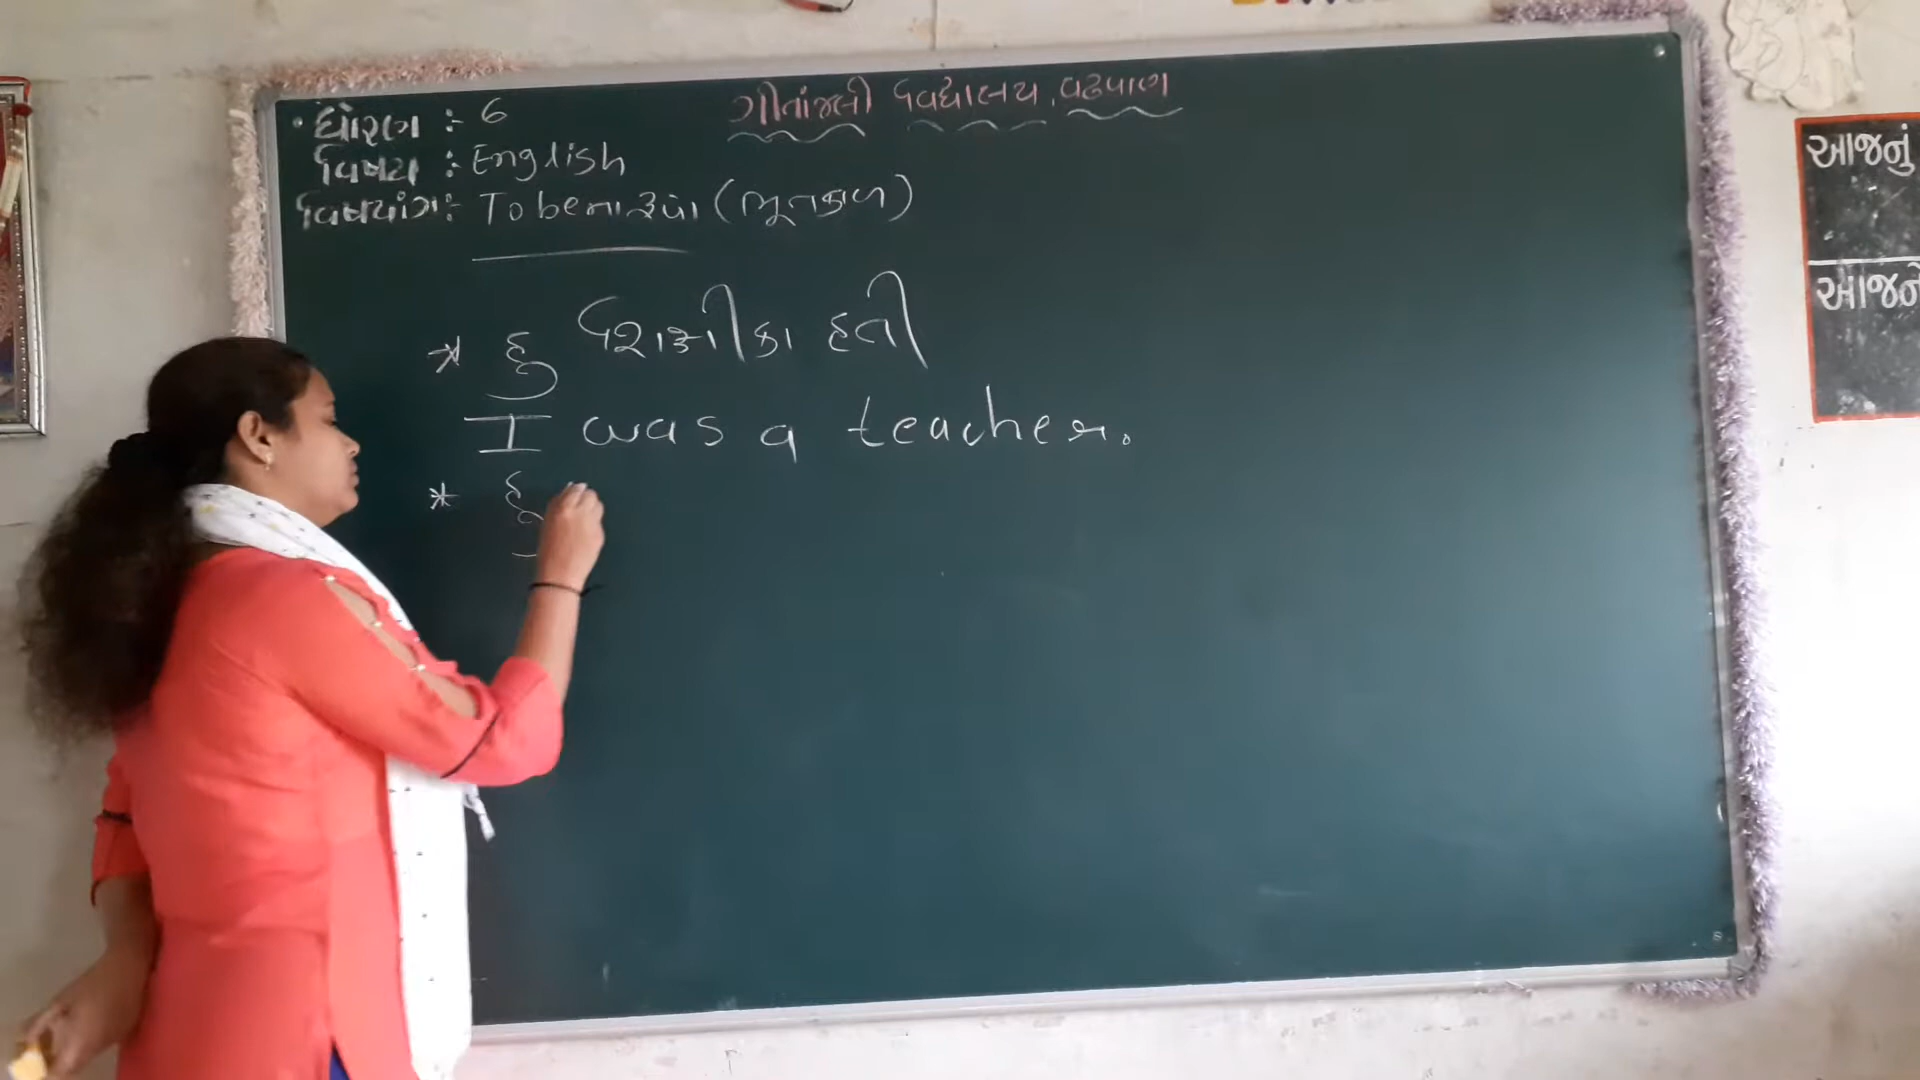 ગીતાંજલી વિદ્યાલય, વઢવાણ
ધોરણ :- 6
વિષય : English
વિષયાંગ :- To be ના રૂપો (ભૂતકાળ)
* હુ શિક્ષીકા હતી
I was a teacher.
* હુ
આજનું
આજનો